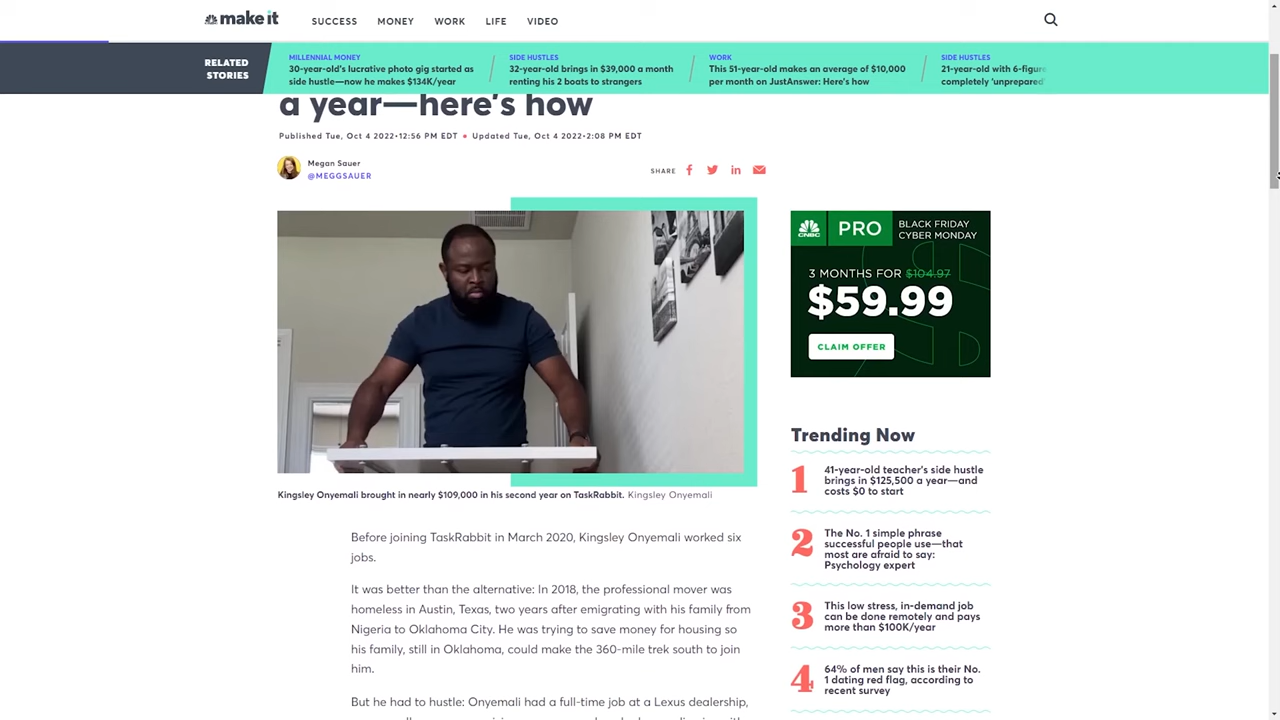 make it
SUCCESS MONEY WORK LIFE VIDEO
RELATED
STORIES
MILLENNIAL MONEY
30-year-old's lucrative photo gig started as
side hustle—now he makes $134K/year
SIDE HUSTLES
32-year-old brings in $39,000 a month
renting his 2 boats to strangers
WORK
This 51-year-old makes an average of $10,000
per month on JustAnswer: Here's how
SIDE HUSTLES
21-year-old with 6-figure
completely 'unprepared'
a year—here's how
Published Tue, Oct 4 2022•12:56 PM EDT • Updated Tue, Oct 4 2022•2:08 PM EDT
Megan Sauer
@MEGGSAUER
SHARE
CNBC PRO
BLACK FRIDAY
CYBER MONDAY
3 MONTHS FOR $104.97
$59.99
CLAIM OFFER
Kingsley Onyemali brought in nearly $109,000 in his second year on TaskRabbit. Kingsley Onyemali
Before joining TaskRabbit in March 2020, Kingsley Onyemali worked six
jobs.
It was better than the alternative: In 2018, the professional mover was
homeless in Austin, Texas, two years after emigrating with his family from
Nigeria to Oklahoma City. He was trying to save money for housing so
his family, still in Oklahoma, could make the 360-mile trek south to join
him.
But he had to hustle: Onyemali had a full-time job at a Lexus dealership,
Trending Now
1
41-year-old teacher's side hustle
brings in $125,500 a year—and
costs $0 to start
2
The No. 1 simple phrase
successful people use—that
most are afraid to say:
Psychology expert
3
This low stress, in-demand job
can be done remotely and pays
more than $100K/year
4
64% of men say this is their No.
1 dating red flag, according to
recent survey